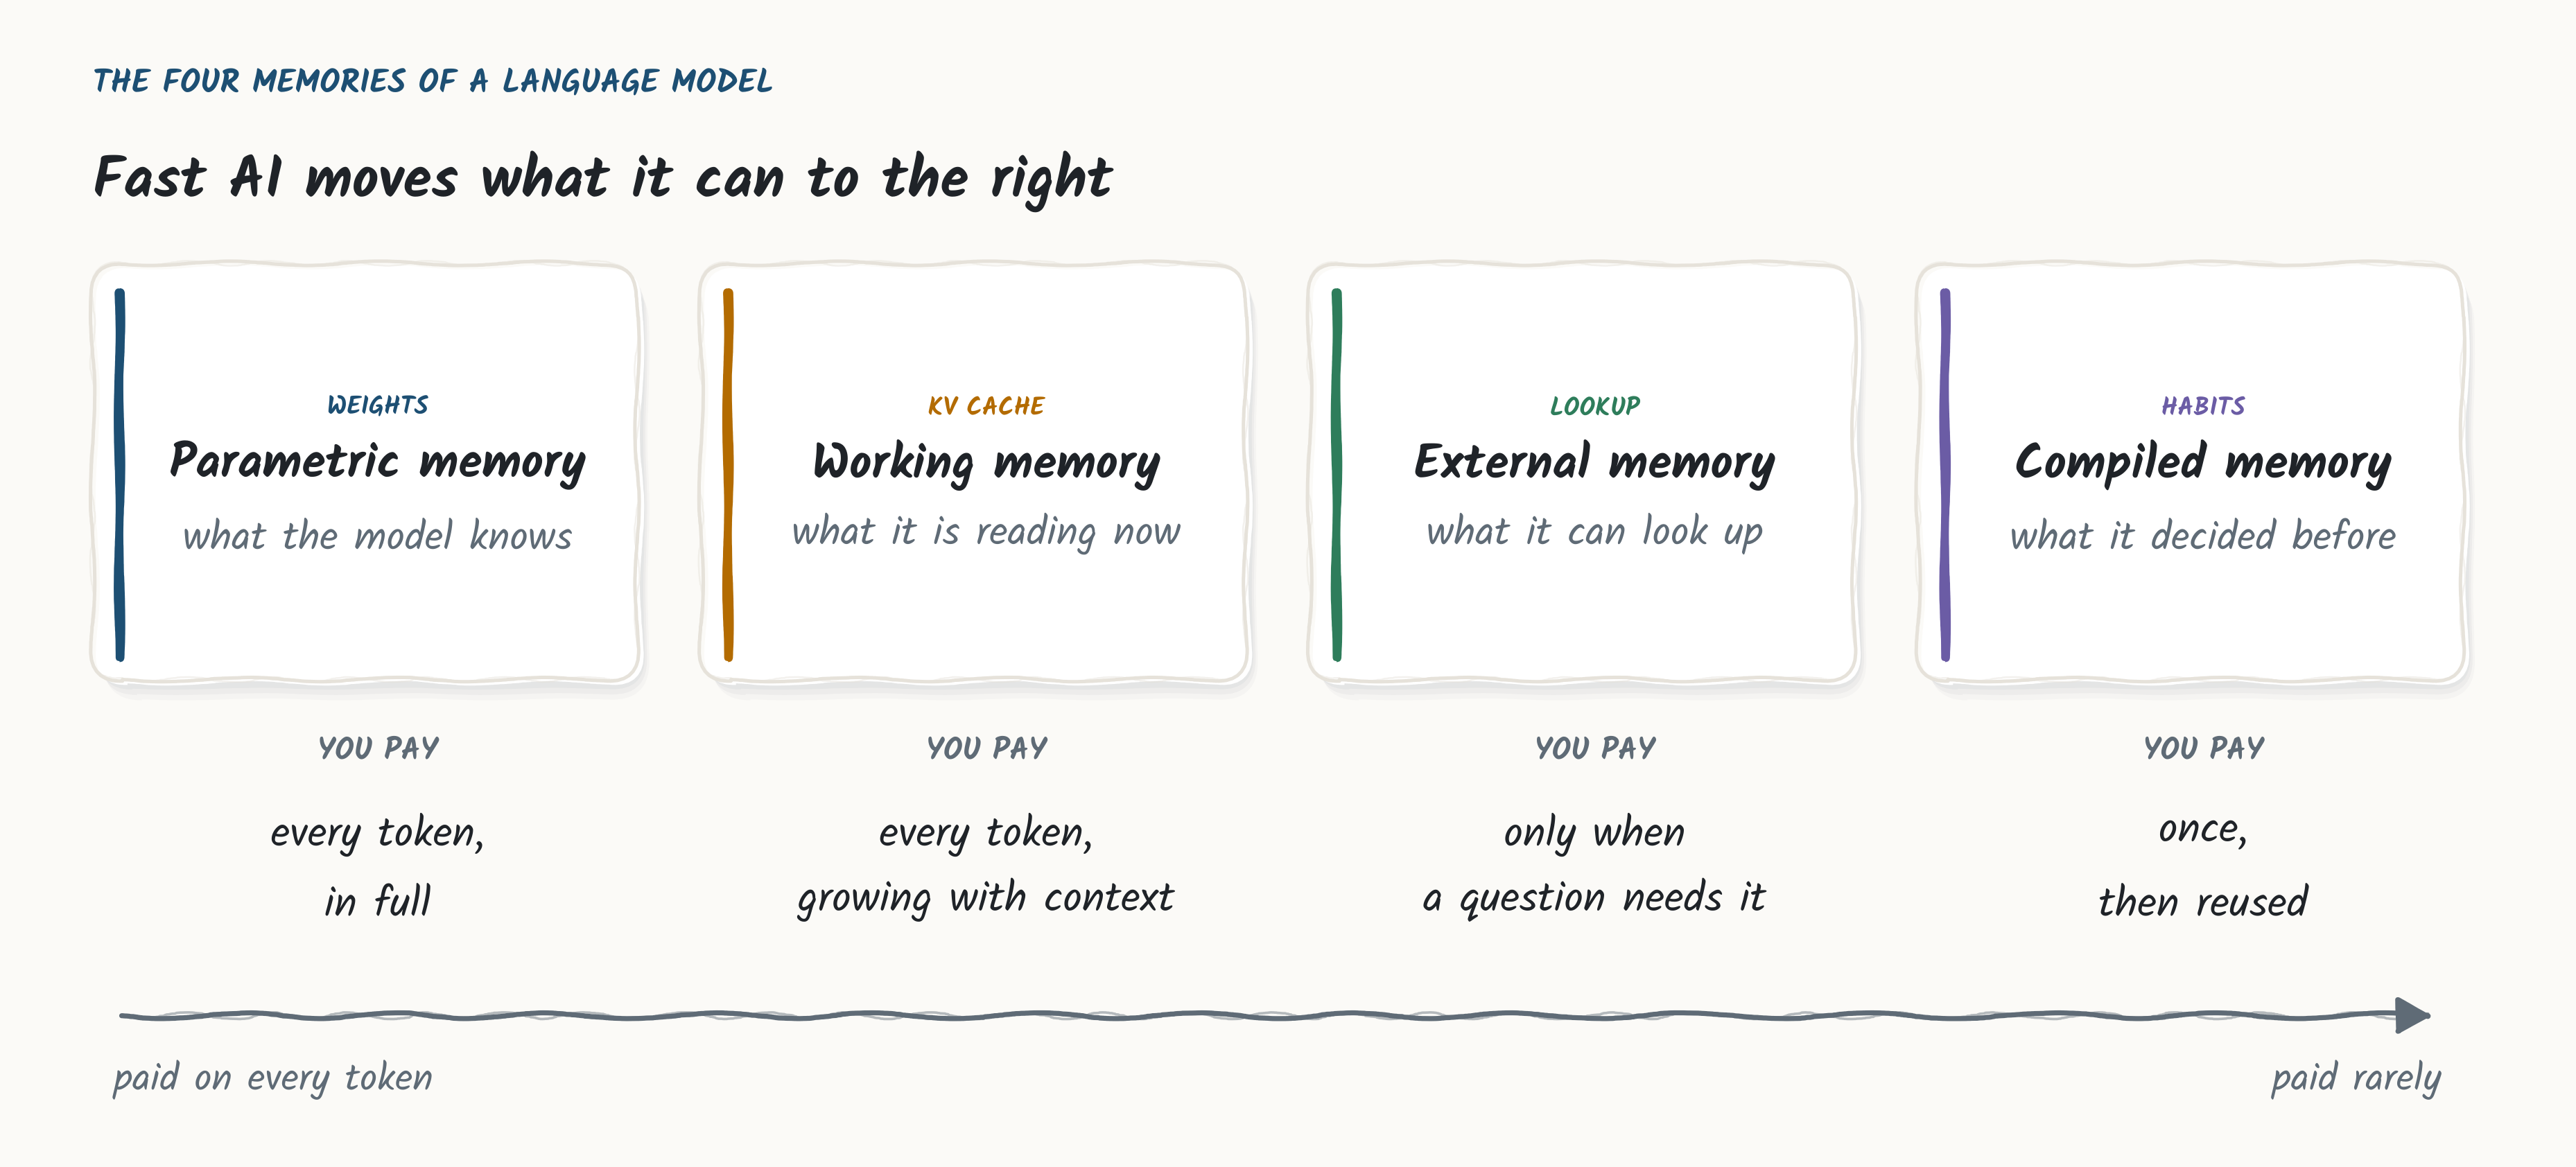 THE FOUR MEMORIES OF A LANGUAGE MODEL
Fast AI moves what it can to the right
WEIGHTS
Parametric memory
what the model knows
KV CACHE
Working memory
what it is reading now
LOOKUP
External memory
what it can look up
HABITS
Compiled memory
what it decided before
YOU PAY
every token,
in full
YOU PAY
every token,
growing with context
YOU PAY
only when
a question needs it
YOU PAY
once,
then reused
paid on every token
paid rarely